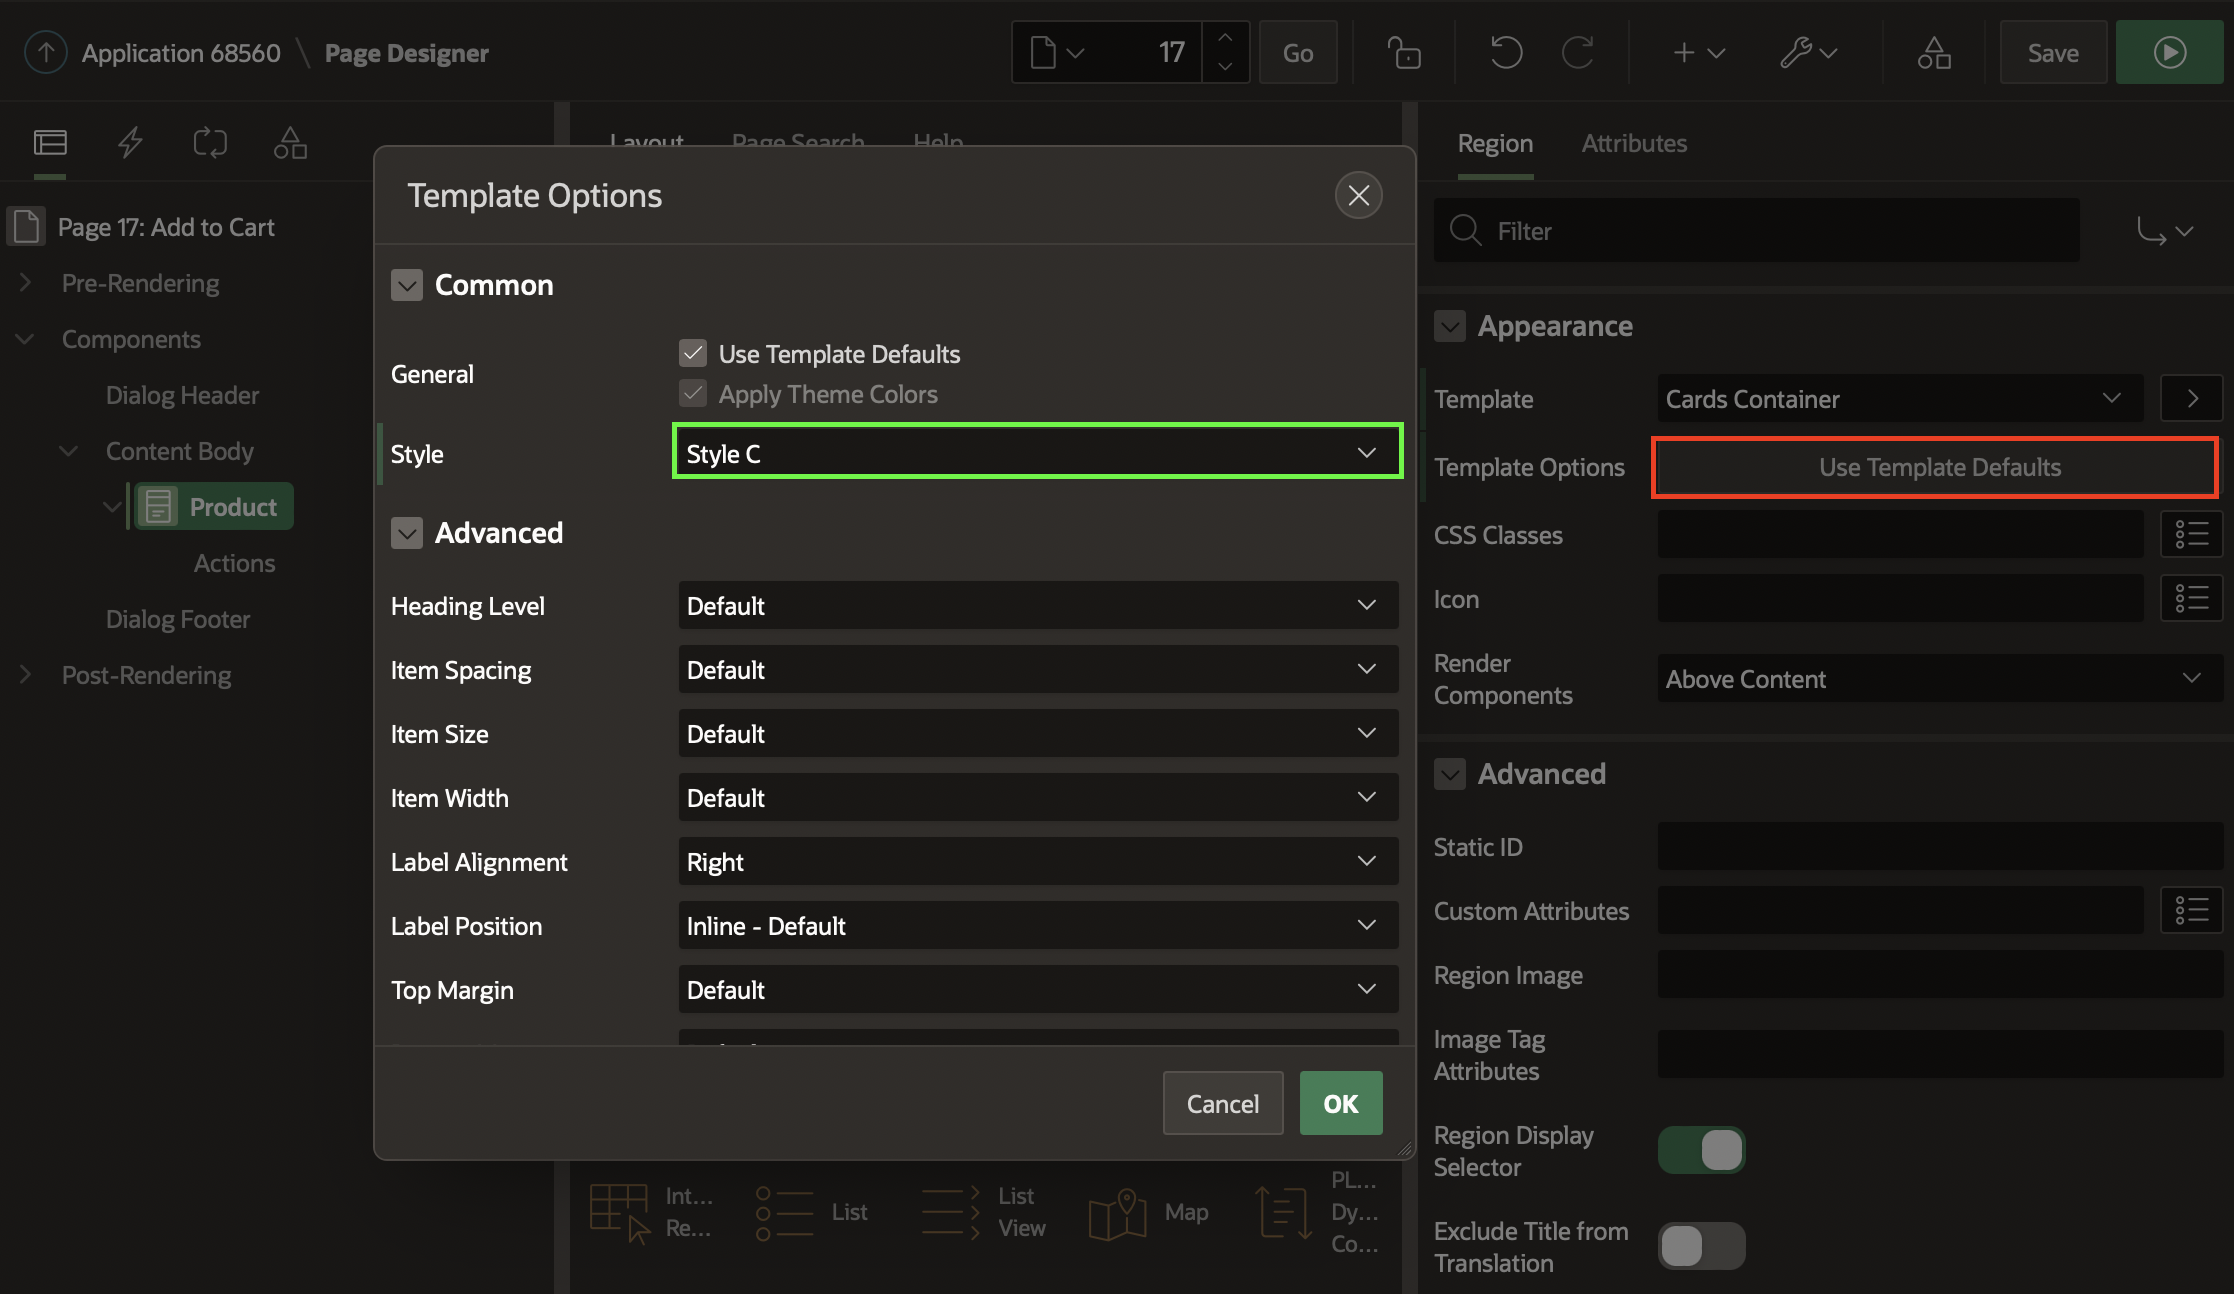 Application 68560 \ Page Designer
17
Go
Save
Layout
Page Search
Help
Region
Attributes
Page 17: Add to Cart
Pre-Rendering
Components
Dialog Header
Content Body
Product
Actions
Dialog Footer
Post-Rendering
Template Options
Common
General
Use Template Defaults
Apply Theme Colors
Style
Style C
Advanced
Heading Level
Default
Item Spacing
Default
Item Size
Default
Item Width
Default
Label Alignment
Right
Label Position
Inline - Default
Top Margin
Default
Cancel
OK
Int...
Re...
List
List
View
Map
PL...
Dy...
Co...
Filter
Appearance
Template
Cards Container
Template Options
Use Template Defaults
CSS Classes
Icon
Render
Components
Above Content
Advanced
Static ID
Custom Attributes
Region Image
Image Tag
Attributes
Region Display
Selector
Exclude Title from
Translation